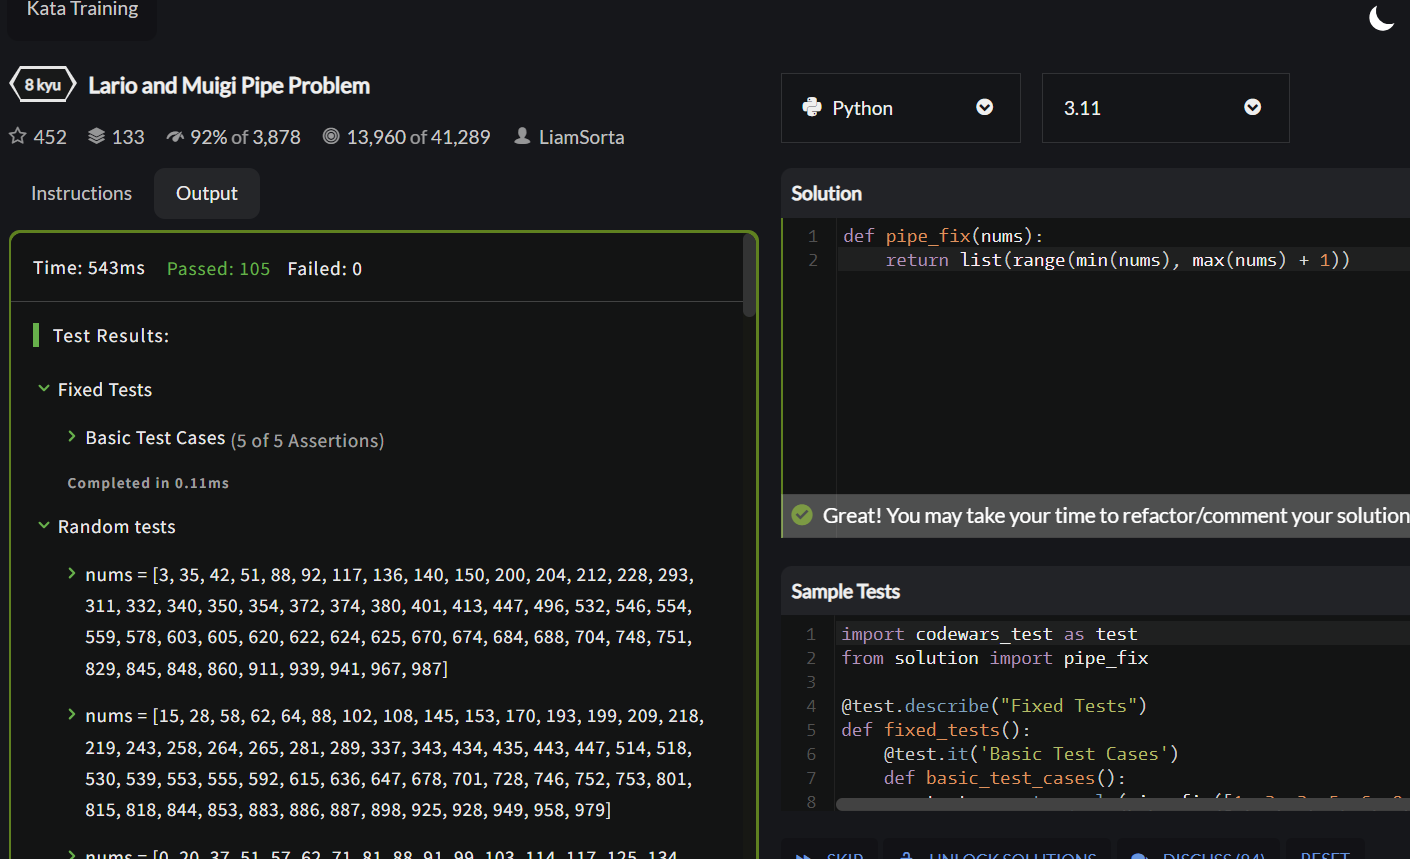 Kata Training
8 kyu Lario and Muigi Pipe Problem
452 133 92% of 3,878 13,960 of 41,289 LiamSorta
Instructions Output
Time: 543ms Passed: 105 Failed: 0
Test Results:
Fixed Tests
Basic Test Cases (5 of 5 Assertions)
Completed in 0.11ms
Random tests
nums = [3, 35, 42, 51, 88, 92, 117, 136, 140, 150, 200, 204, 212, 228, 293,
311, 332, 340, 350, 354, 372, 374, 380, 401, 413, 447, 496, 532, 546, 554,
559, 578, 603, 605, 620, 622, 624, 625, 670, 674, 684, 688, 704, 748, 751,
829, 845, 848, 860, 911, 939, 941, 967, 987]
nums = [15, 28, 58, 62, 64, 88, 102, 108, 145, 153, 170, 193, 199, 209, 218,
219, 243, 258, 264, 265, 281, 289, 337, 343, 434, 435, 443, 447, 514, 518,
530, 539, 553, 555, 592, 615, 636, 647, 678, 701, 728, 746, 752, 753, 801,
815, 818, 844, 853, 883, 886, 887, 898, 925, 928, 949, 958, 979]
nums = [0, 20, 37, 51, 57, 62, 71, 81, 88, 91, 99, 103, 114, 117, 125, 134,
Python 3.11
Solution
1 def pipe_fix(nums):
2 return list(range(min(nums), max(nums) + 1))
Great! You may take your time to refactor/comment your solution
Sample Tests
1 import codewars_test as test
2 from solution import pipe_fix
3
4 @test.describe("Fixed Tests")
5 def fixed_tests():
6 @test.it('Basic Test Cases')
7 def basic_test_cases():
8
SKIP UNLOCK SOLUTIONS DISCUSS (94) RESET